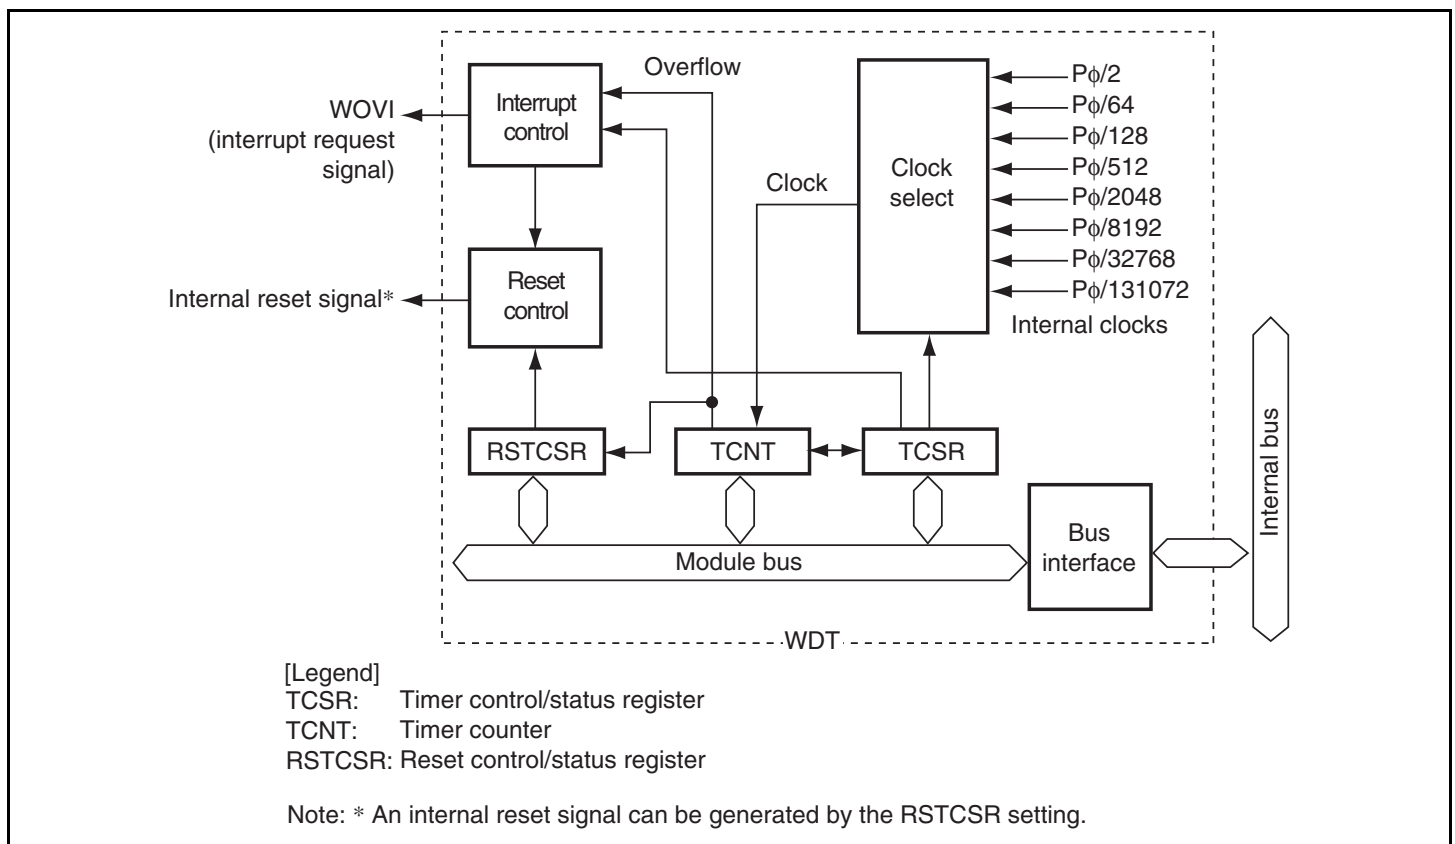 Overflow
Interrupt
control
WOVI
(interrupt request
signal)
Clock
Clock
select
Pϕ/2
Pϕ/64
Pϕ/128
Pϕ/512
Pϕ/2048
Pϕ/8192
Pϕ/32768
Pϕ/131072
Internal clocks
Reset
control
Internal reset signal*
RSTCSR
TCNT
TCSR
Module bus
Bus
interface
Internal bus
WDT
[Legend]
TCSR: Timer control/status register
TCNT: Timer counter
RSTCSR: Reset control/status register
Note: * An internal reset signal can be generated by the RSTCSR setting.